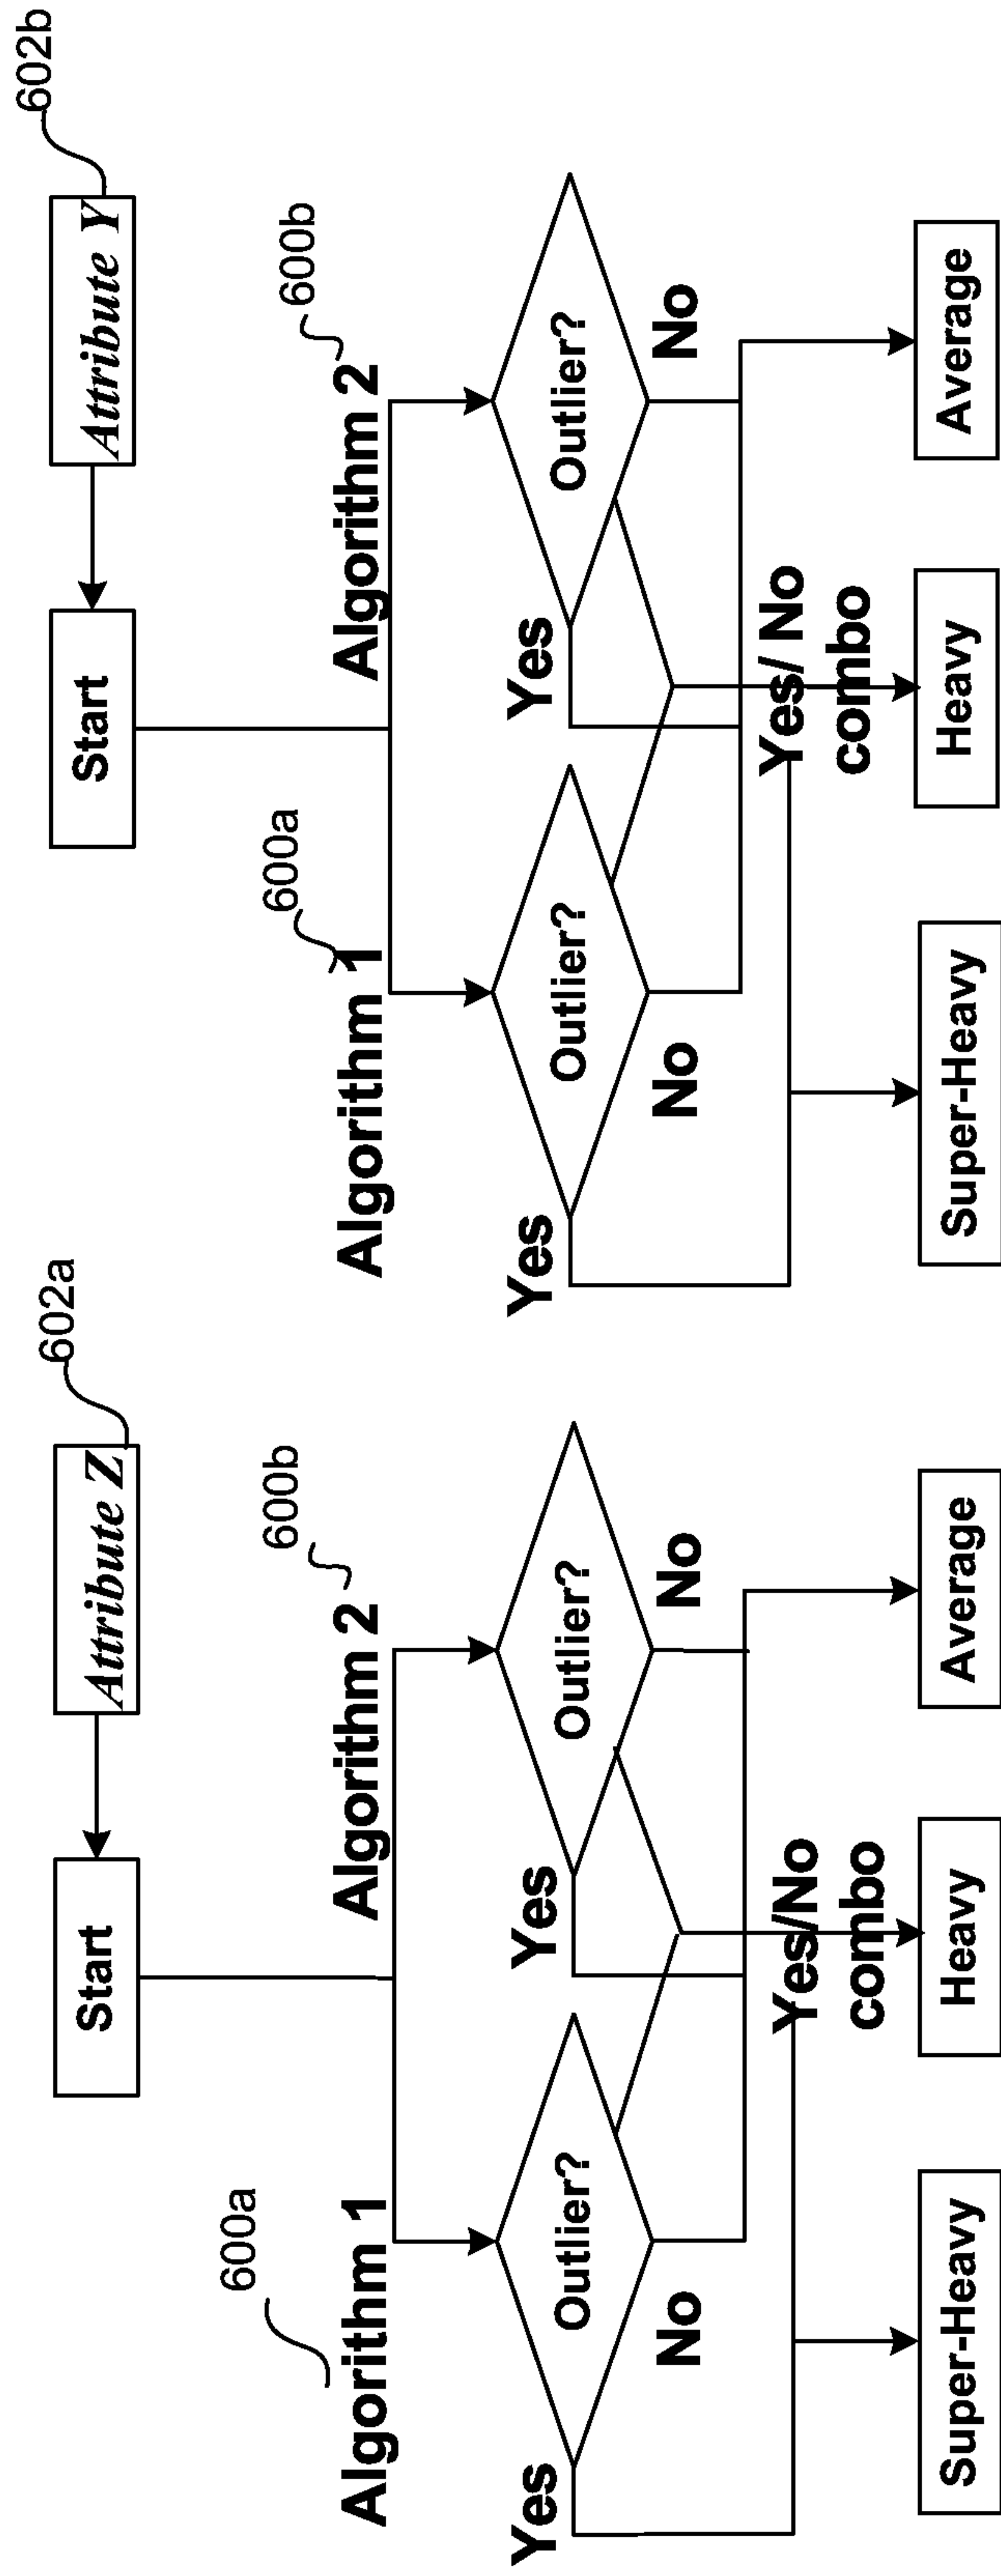 602a
Attribute Z
Start
600a
600b
Algorithm 1
Algorithm 2
Outlier?
Outlier?
Yes
Yes
No
No
Yes/No
combo
Super-Heavy
Heavy
Average
602b
Attribute Y
Start
600a
600b
Algorithm 1
Algorithm 2
Outlier?
Outlier?
Yes
Yes
No
No
Yes/ No
combo
Super-Heavy
Heavy
Average